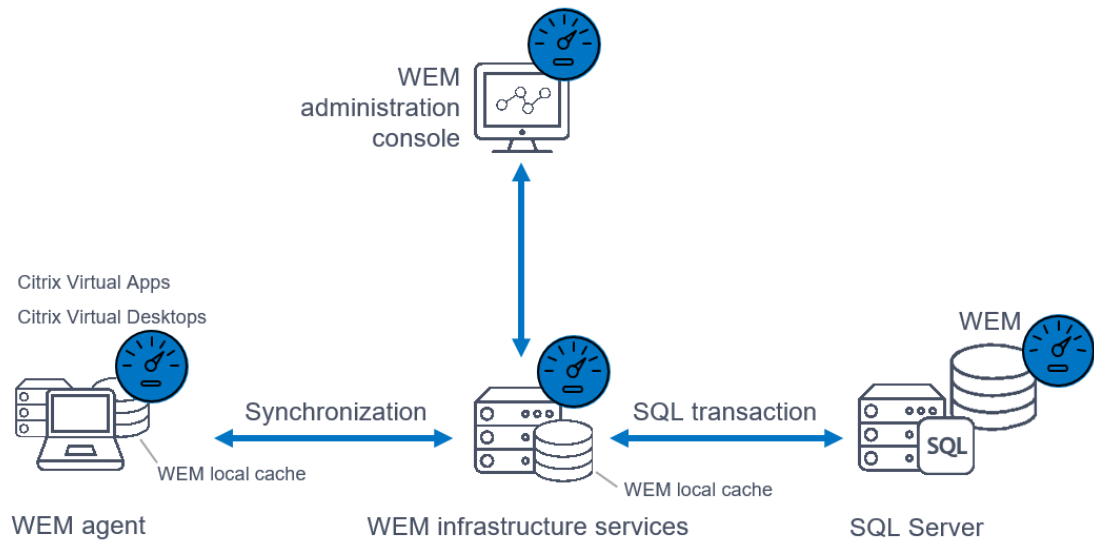 WEM
administration
console
Citrix Virtual Apps
Citrix Virtual Desktops
WEM
Synchronization
SQL transaction
SQL
WEM local cache
WEM local cache
WEM agent
WEM infrastructure services
SQL Server